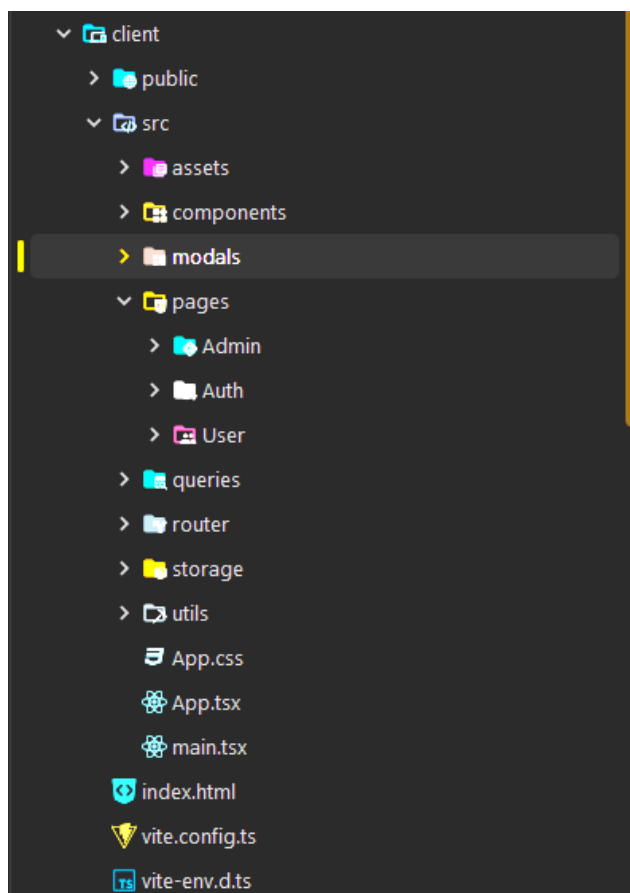 client
public
src
assets
components
modals
pages
Admin
Auth
User
queries
router
storage
utils
App.css
App.tsx
main.tsx
index.html
vite.config.ts
TS vite-env.d.ts